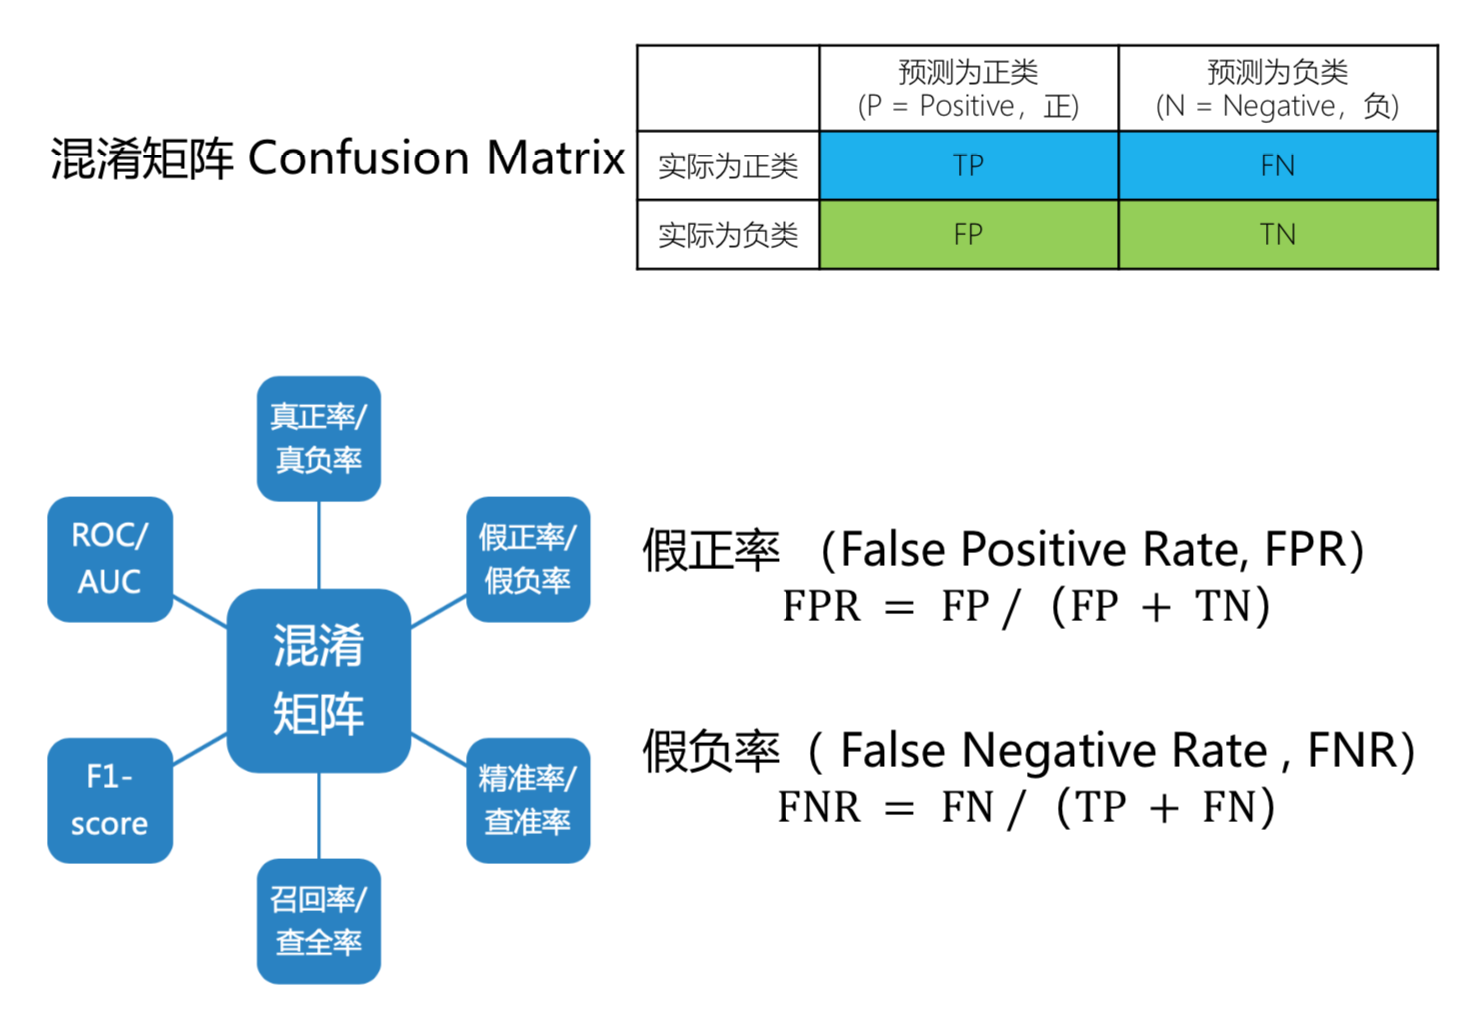 混淆矩阵 Confusion Matrix
预测为正类
(P = Positive，正)
预测为负类
(N = Negative，负)
实际为正类
TP
FN
实际为负类
FP
TN
真正率/
真负率
ROC/
AUC
假正率/
假负率
混淆
矩阵
F1-
score
精准率/
查准率
召回率/
查全率
假正率 （False Positive Rate, FPR）
FPR = FP /（FP + TN）
假负率（ False Negative Rate , FNR）
FNR = FN /（TP + FN）